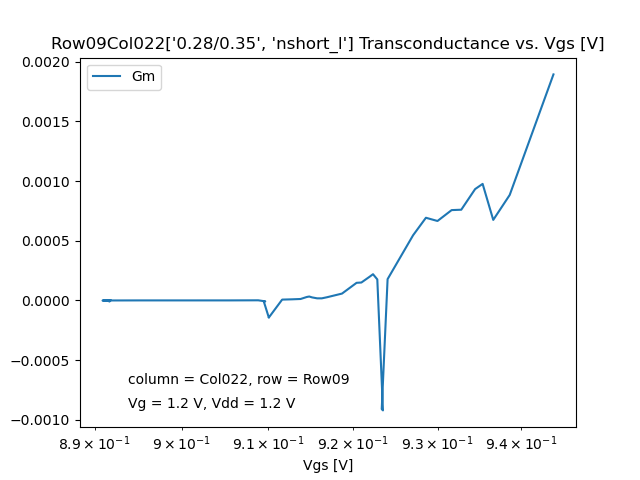 Row09Col022['0.28/0.35', 'nshort_l'] Transconductance vs. Vgs [V]
Gm
0.0020
0.0015
0.0010
0.0005
0.0000
−0.0005
−0.0010
column = Col022, row = Row09
Vg = 1.2 V, Vdd = 1.2 V
8.9 × 10⁻¹ 9 × 10⁻¹ 9.1 × 10⁻¹ 9.2 × 10⁻¹ 9.3 × 10⁻¹ 9.4 × 10⁻¹
Vgs [V]